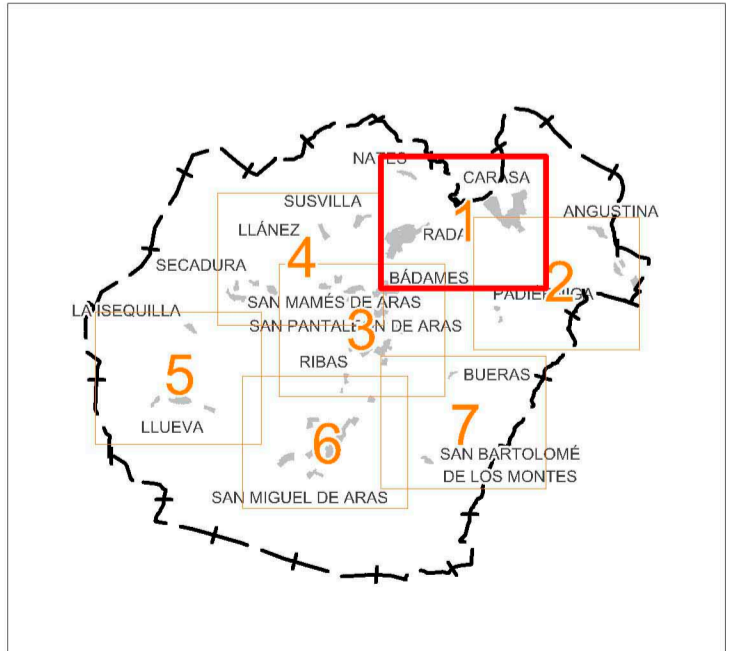 NATES
CARASA
SUSVILLA
ANGUSTINA
1
LLÁNEZ
RADA
4
SECADURA
BÁDAMES
2
SAN MAMÉS DE ARAS
LA ISEQUILLA
3
SAN PANTALEÓN DE ARAS
RIBAS
5
BUERAS
7
LLUEVA
6
SAN BARTOLOMÉ
DE LOS MONTES
SAN MIGUEL DE ARAS